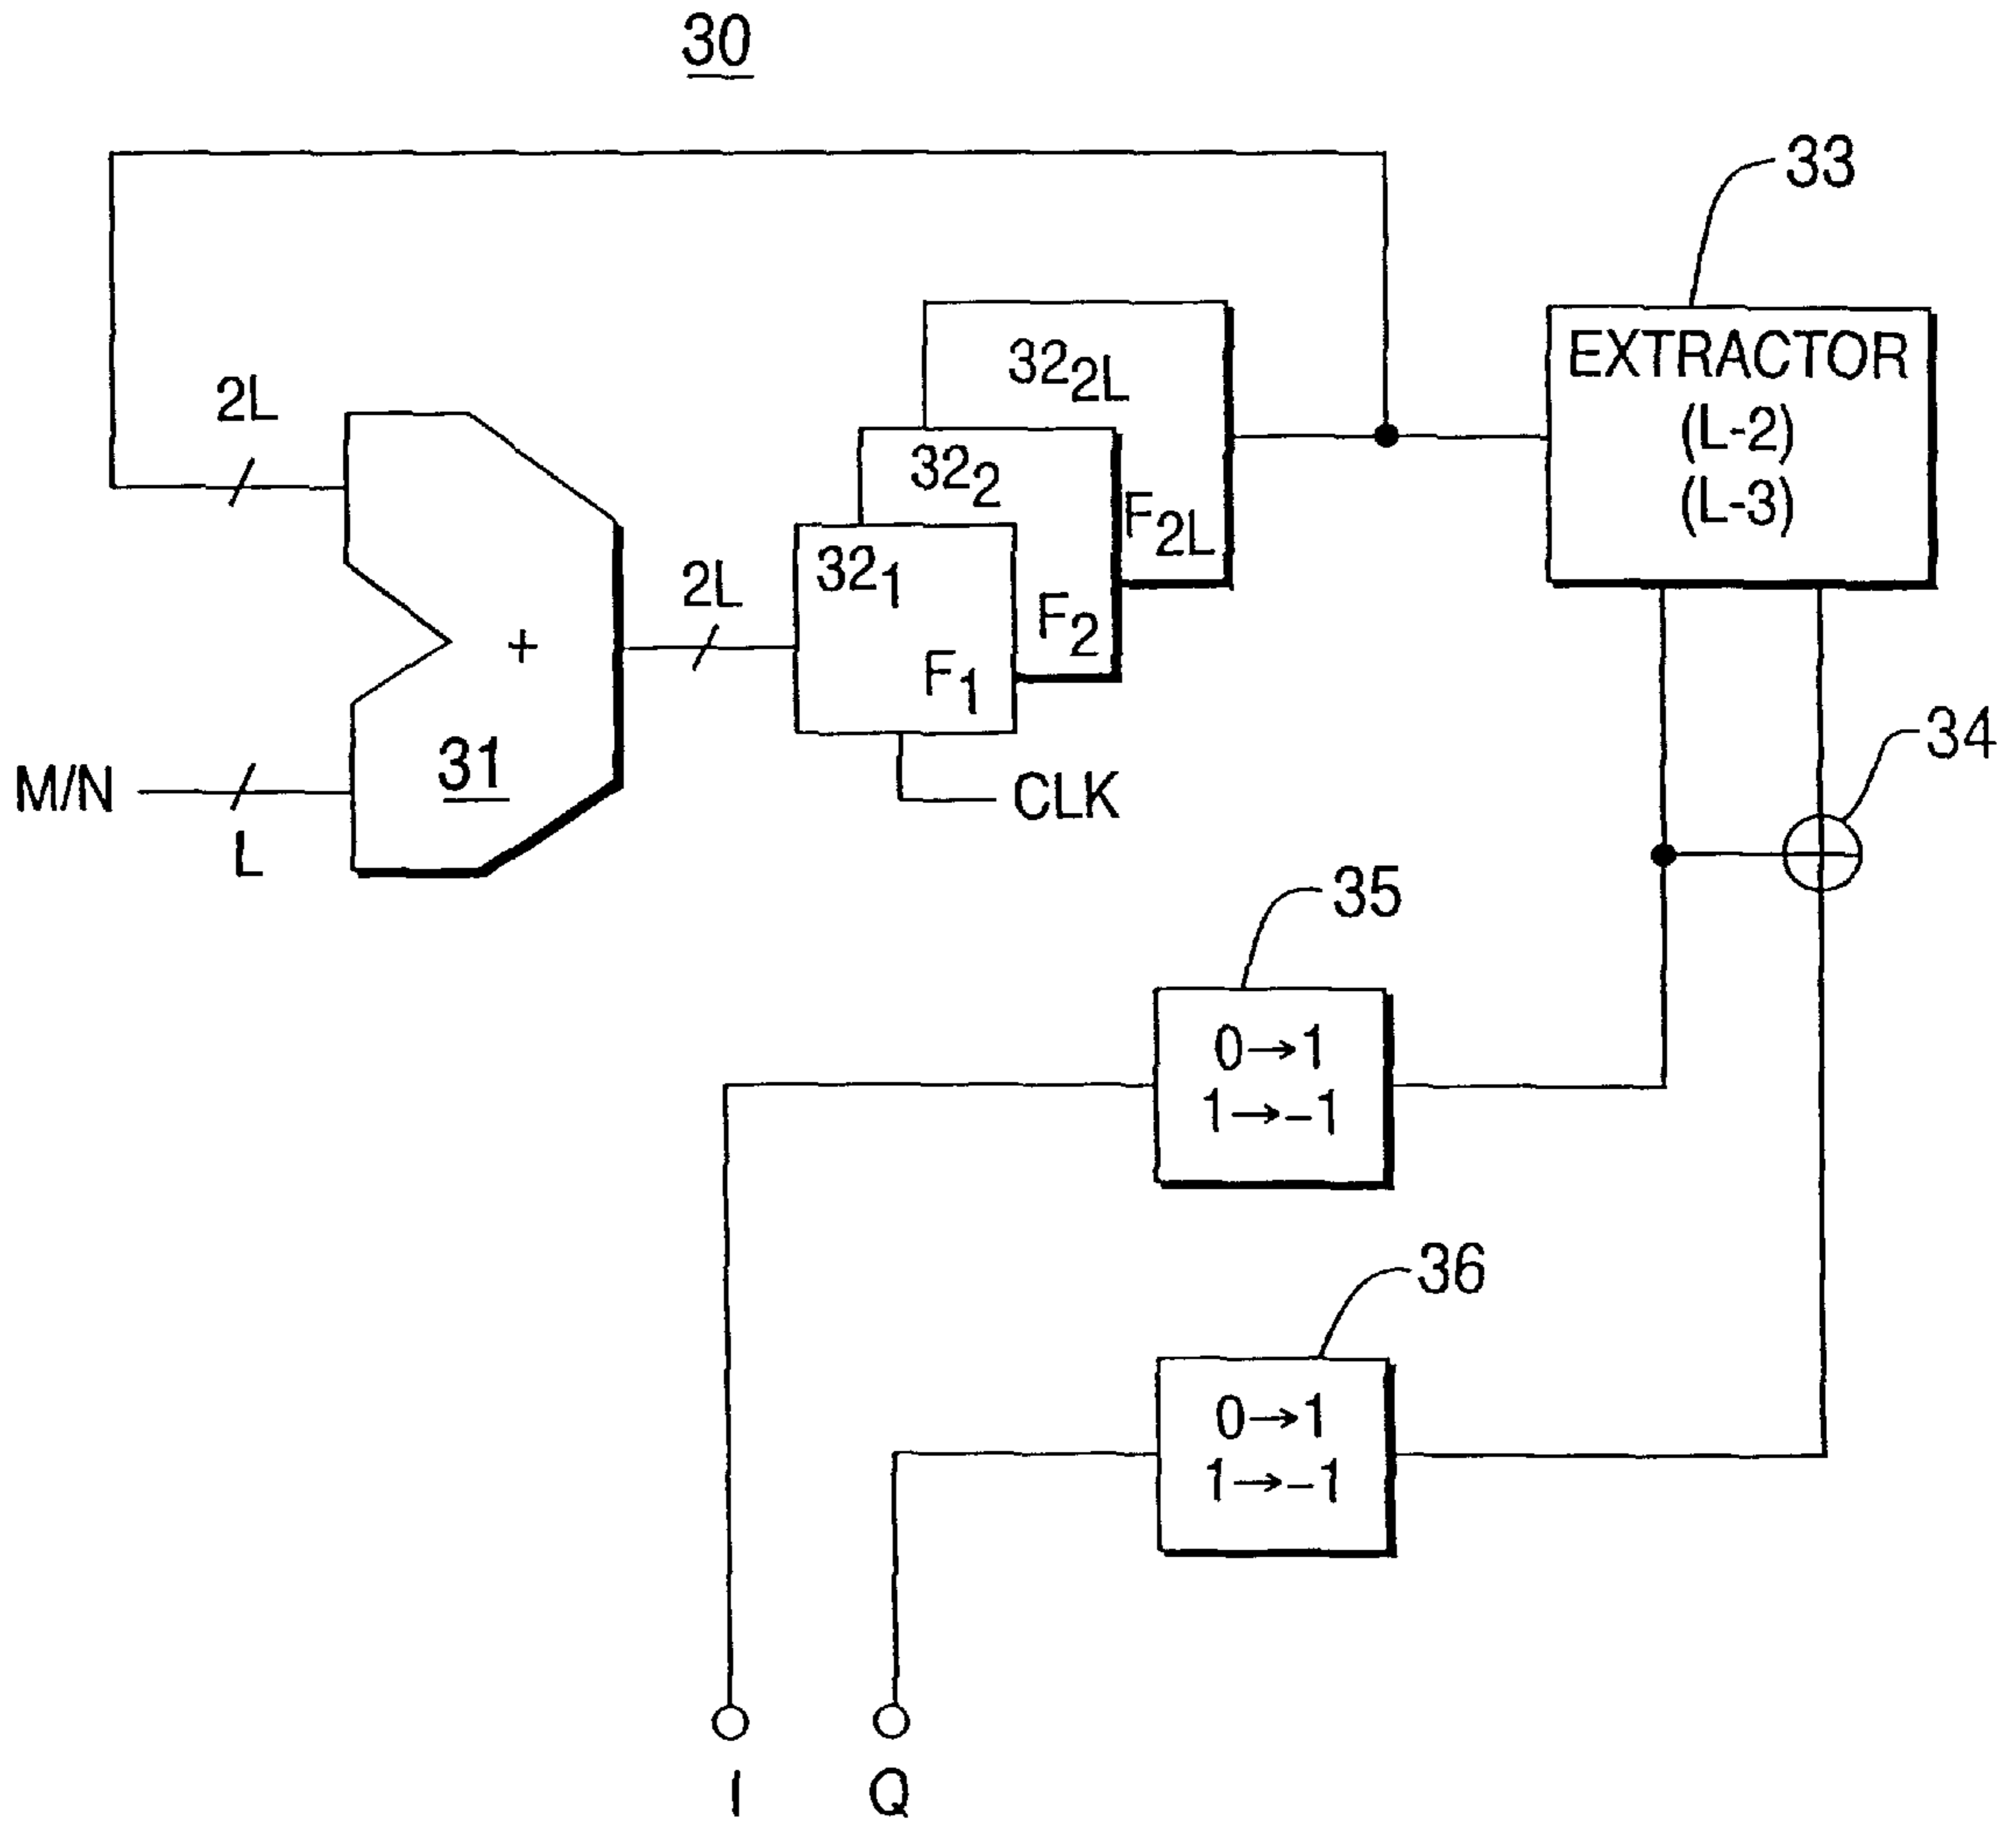 30
33
EXTRACTOR
(L-2)
(L-3)
2L
32₂L
32₂
F₂L
2L
32₁
F₂
F₁
+
31
M/N
L
CLK
34
35
0→1
1→-1
36
0→1
1→-1
I
Q